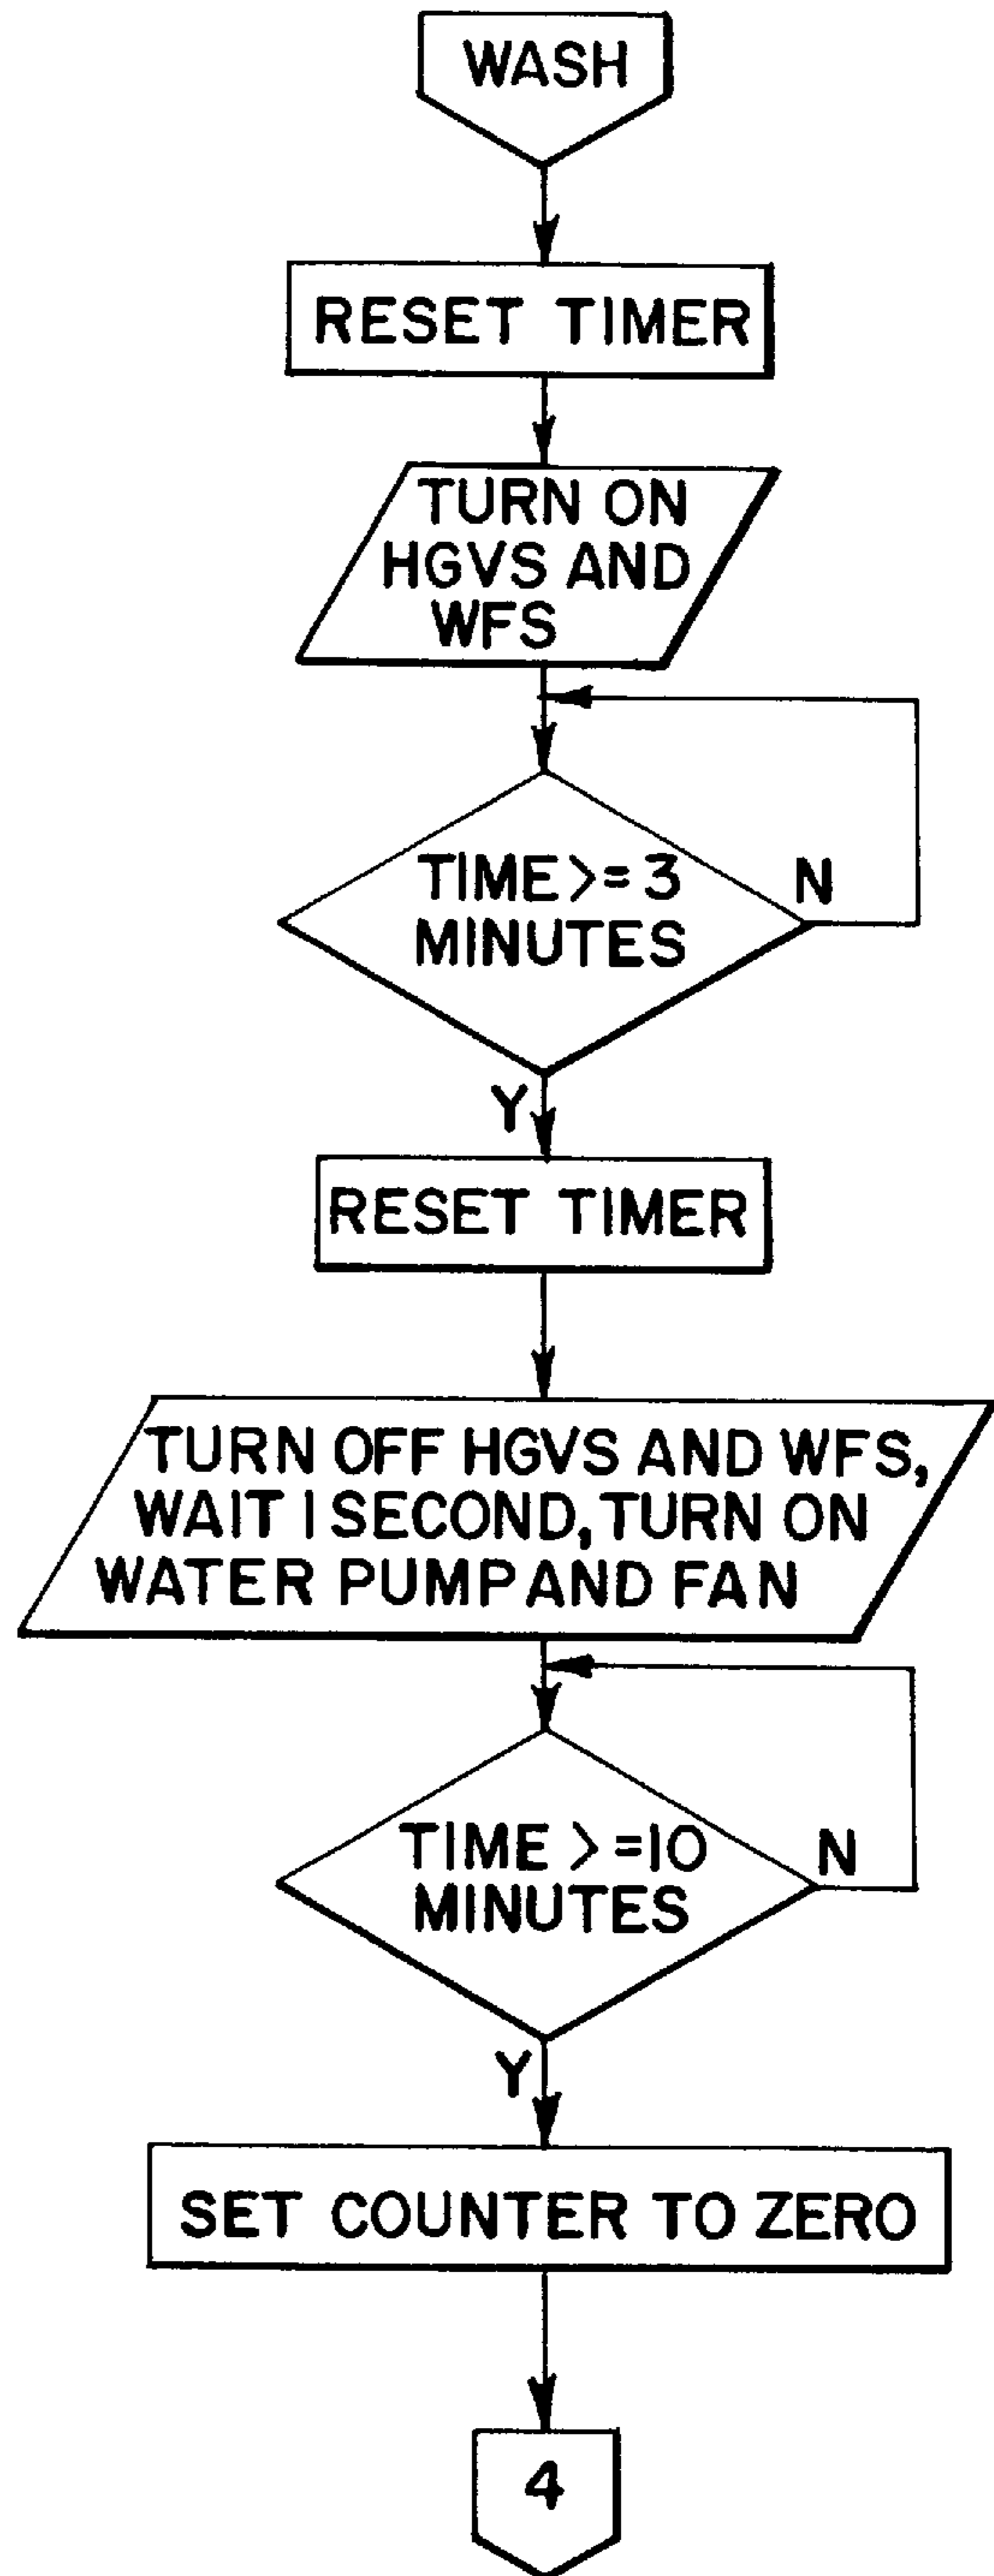 WASH
RESET TIMER
TURN ON
HGVS AND
WFS
TIME >= 3
MINUTES
N
Y
RESET TIMER
TURN OFF HGVS AND WFS,
WAIT 1 SECOND, TURN ON
WATER PUMP AND FAN
TIME >=10
MINUTES
N
Y
SET COUNTER TO ZERO
4